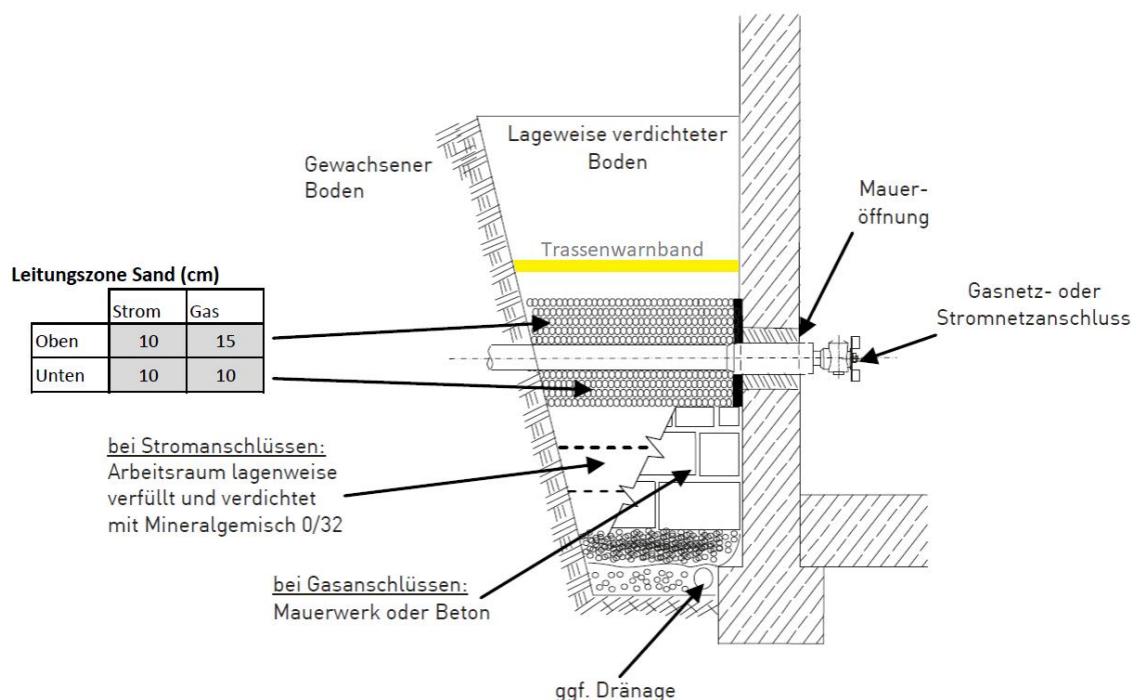 Lageweise verdichteter
Boden
Gewachsener
Boden
Mauer-
öffnung
Trassenwarnband
Leitungszone Sand (cm)
Strom Gas
Oben 10 15
Unten 10 10
Gasnetz- oder
Stromnetzanschluss
bei Stromanschlüssen:
Arbeitsraum lagenweise
verfüllt und verdichtet
mit Mineralgemisch 0/32
bei Gasanschlüssen:
Mauerwerk oder Beton
ggf. Dränage